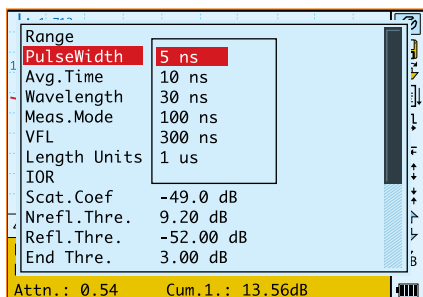 Range
PulseWidth 5 ns
Avg.Time 10 ns
Wavelength 30 ns
Meas.Mode 100 ns
VFL 300 ns
Length Units 1 us
IOR
Scat.Coef -49.0 dB
Nrefl.Thre. 9.20 dB
Refl.Thre. -52.00 dB
End Thre. 3.00 dB
Attn.: 0.54 Cum.1.: 13.56dB